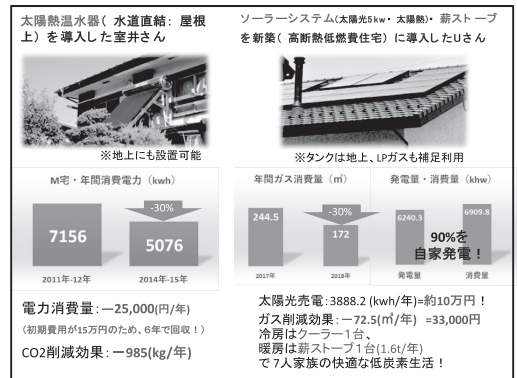 太陽熱温水器( 水道直結: 屋根上) を導入した室井さん
※地上にも設置可能
M宅・年間消費電力（kwh）
-30%
7156
5076
2011年-12年
2014年-15年
電力消費量:－25,000(円/年)
(初期費用が15万円のため、6年で回収！)
CO2削減効果: －985(kg/年)
ソーラーシステム(太陽光5kw・太陽熱)・薪ストーブ
を新築( 高断熱低燃費住宅) に導入したUさん
※タンクは地上、LPガスも補足利用
年間ガス消費量（㎥）
-30%
244.5
172
2017年
2018年
発電量・消費量（khw）
6240.3
6909.8
90%を
自家発電！
発電量
消費量
太陽光売電:3888.2 (kwh/年)=約10万円！
ガス削減効果:－72.5(㎥/年) =33,000円
冷房はクーラー1台、
暖房は薪ストーブ1台(1.6t/年)
で7人家族の快適な低炭素生活！